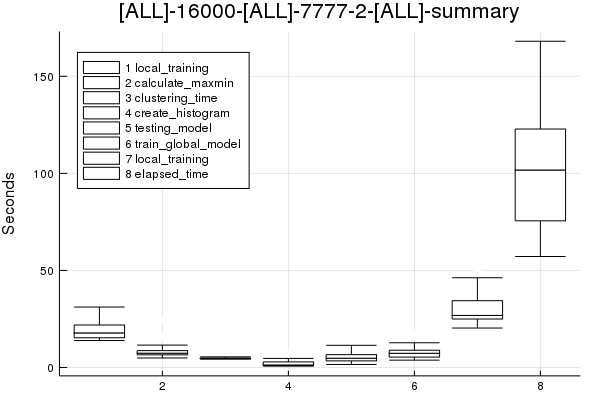 [ALL]-16000-[ALL]-7777-2-[ALL]-summary
Seconds
150
100
50
0
1 local_training
2 calculate_maxmin
3 clustering_time
4 create_histogram
5 testing_model
6 train_global_model
7 local_training
8 elapsed_time
2 4 6 8